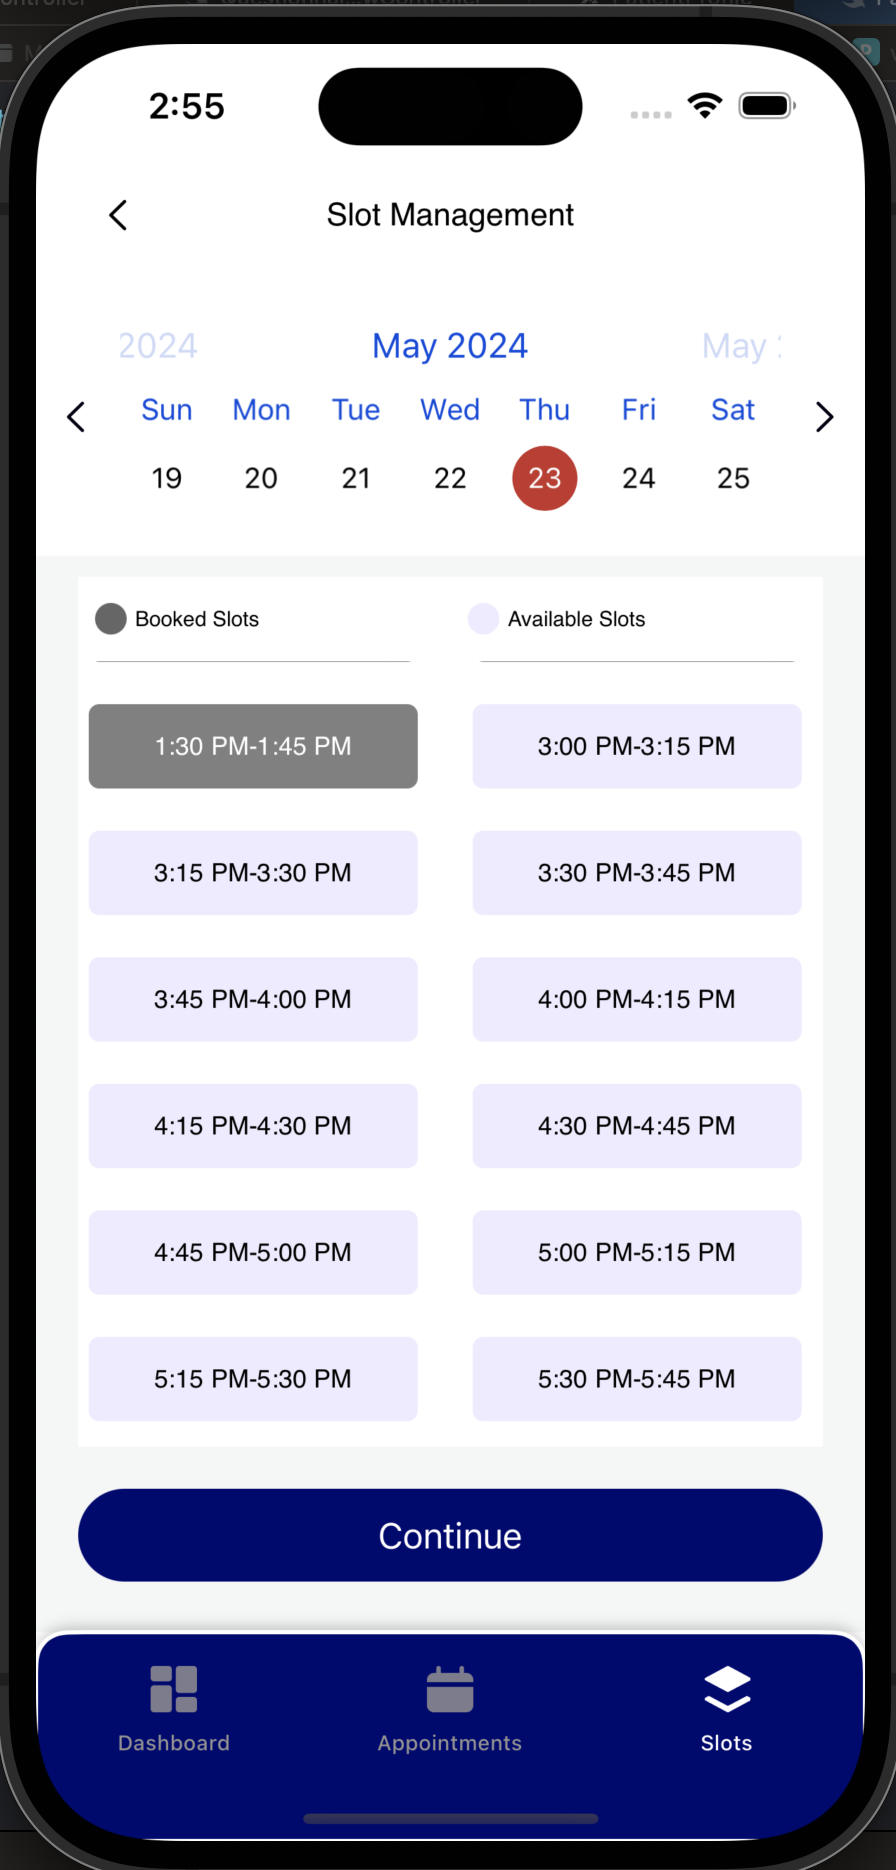 2:55
Slot Management
2024 May 2024 May
Sun Mon Tue Wed Thu Fri Sat
19 20 21 22 23 24 25
Booked Slots Available Slots
1:30 PM-1:45 PM 3:00 PM-3:15 PM
3:15 PM-3:30 PM 3:30 PM-3:45 PM
3:45 PM-4:00 PM 4:00 PM-4:15 PM
4:15 PM-4:30 PM 4:30 PM-4:45 PM
4:45 PM-5:00 PM 5:00 PM-5:15 PM
5:15 PM-5:30 PM 5:30 PM-5:45 PM
Continue
Dashboard Appointments Slots